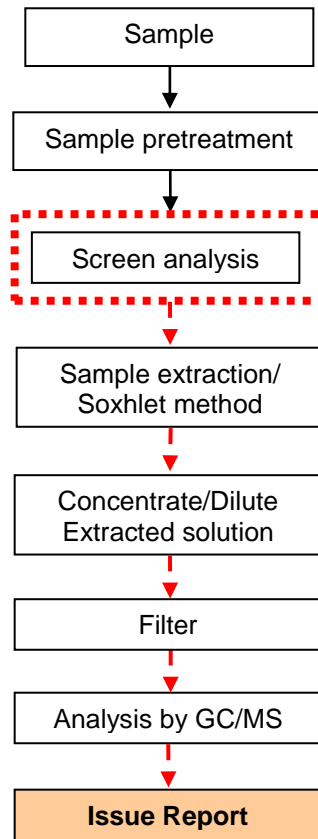 Sample
Sample pretreatment
Screen analysis
Sample extraction/
Soxhlet method
Concentrate/Dilute
Extracted solution
Filter
Analysis by GC/MS
Issue Report